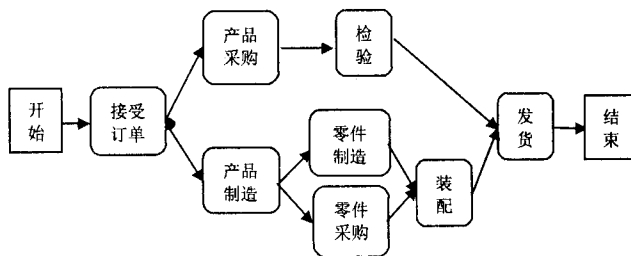 开
始
接受
订单
产品
采购
检
验
产品
制造
零件
制造
零件
采购
装
配
发
货
结
束